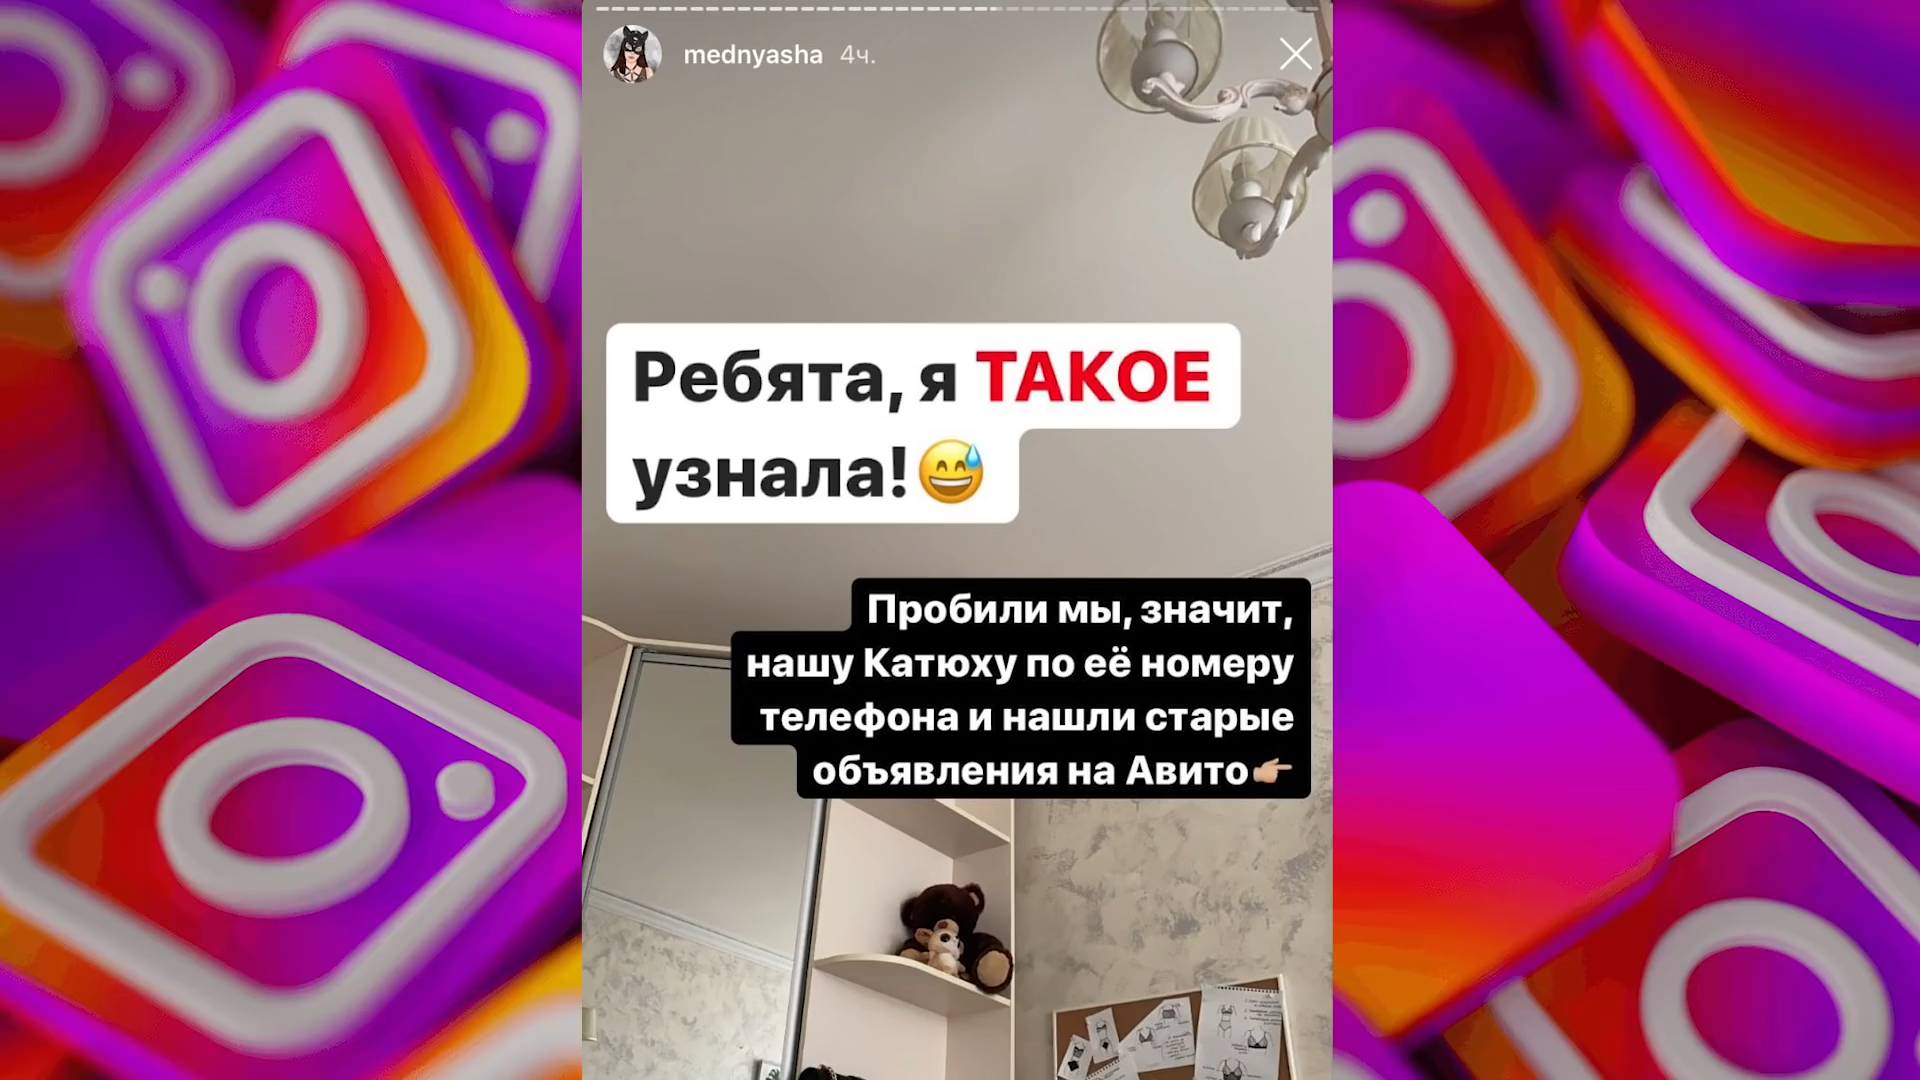 mednyasha 4ч.
Ребята, я ТАКОЕ
узнала!😅
Пробили мы, значит,
нашу Катюху по её номеру
телефона и нашли старые
объявления на Авито👉🏼